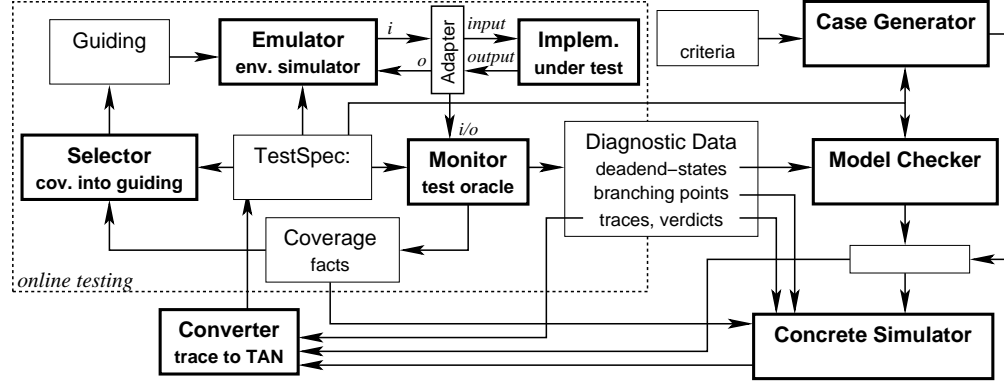 Guiding
Emulator
env. simulator
i
o
Adapter
input
output
Implem.
under test
criteria
Case Generator
i/o
Selector
cov. into guiding
TestSpec:
Monitor
test oracle
Diagnostic Data
deadend−states
branching points
traces, verdicts
Model Checker
Coverage
facts
online testing
Converter
trace to TAN
Concrete Simulator